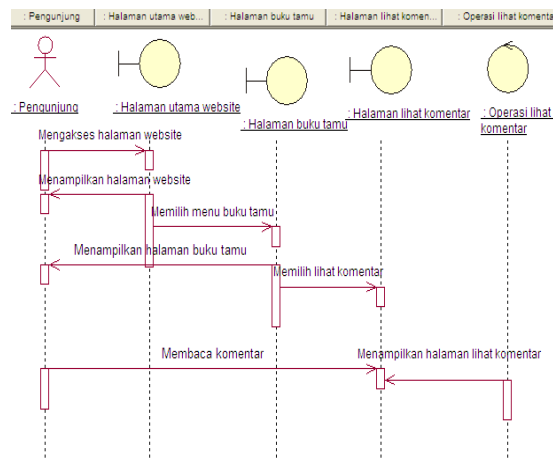 : Pengunjung
: Halaman utama web...
: Halaman buku tamu
: Halaman lihat komen...
: Operasi lihat komenta
: Pengunjung
: Halaman utama website
: Halaman buku tamu
: Halaman lihat komentar
: Operasi lihat
komentar
Mengakses halaman website
Menampilkan halaman website
Memilih menu buku tamu
Menampilkan halaman buku tamu
Memilih lihat komentar
Membaca komentar
Menampilkan halaman lihat komentar